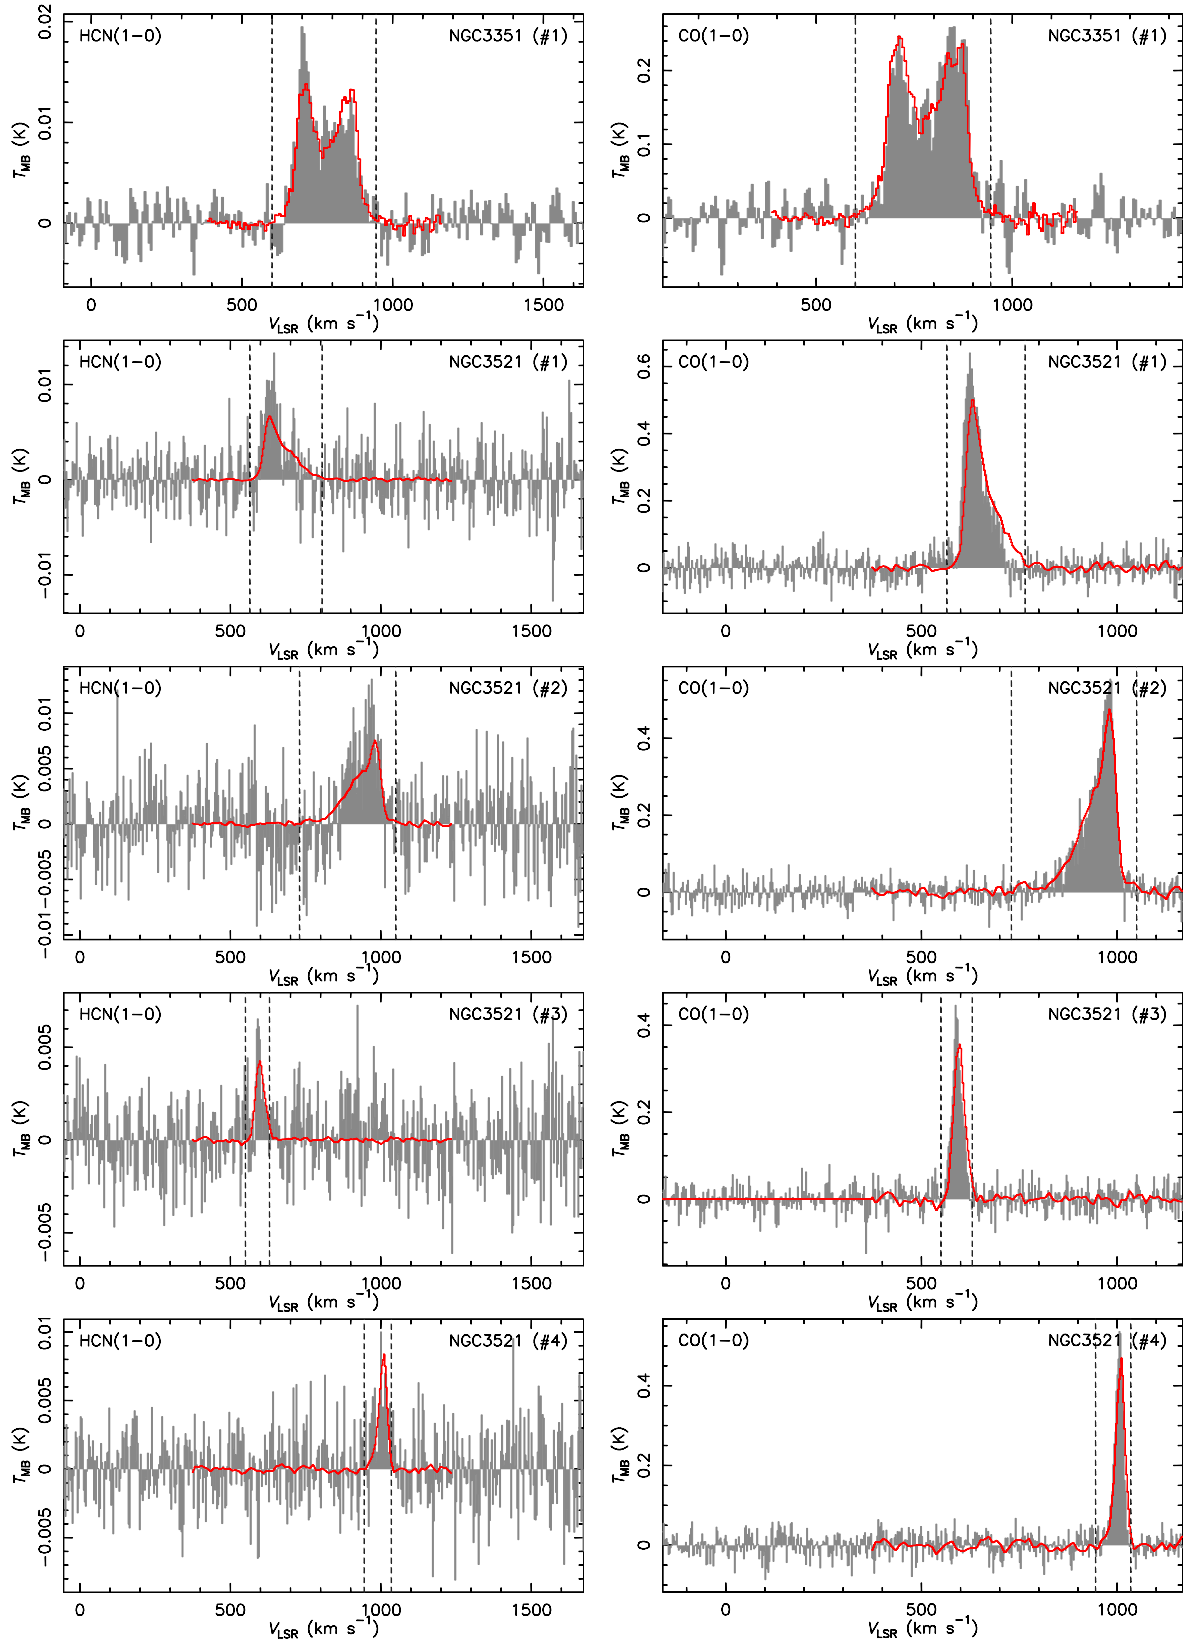 HCN(1−0) NGC3351 (#1)
0.02
0.01
0
T_MB (K)
0 500 1000 1500
V_LSR (km s⁻¹)
CO(1−0) NGC3351 (#1)
0.2
0.1
0
T_MB (K)
500 1000
V_LSR (km s⁻¹)
HCN(1−0) NGC3521 (#1)
0.01
0
−0.01
T_MB (K)
0 500 1000 1500
V_LSR (km s⁻¹)
CO(1−0) NGC3521 (#1)
0.6
0.4
0.2
0
T_MB (K)
0 500 1000
V_LSR (km s⁻¹)
HCN(1−0) NGC3521 (#2)
0.01
0.005
0
−0.005
−0.01
T_MB (K)
0 500 1000 1500
V_LSR (km s⁻¹)
CO(1−0) NGC3521 (#2)
0.4
0.2
0
T_MB (K)
0 500 1000
V_LSR (km s⁻¹)
HCN(1−0) NGC3521 (#3)
0.005
0
−0.005
T_MB (K)
0 500 1000 1500
V_LSR (km s⁻¹)
CO(1−0) NGC3521 (#3)
0.4
0.2
0
T_MB (K)
0 500 1000
V_LSR (km s⁻¹)
HCN(1−0) NGC3521 (#4)
0.01
0.005
0
−0.005
T_MB (K)
0 500 1000 1500
V_LSR (km s⁻¹)
CO(1−0) NGC3521 (#4)
0.4
0.2
0
T_MB (K)
0 500 1000
V_LSR (km s⁻¹)